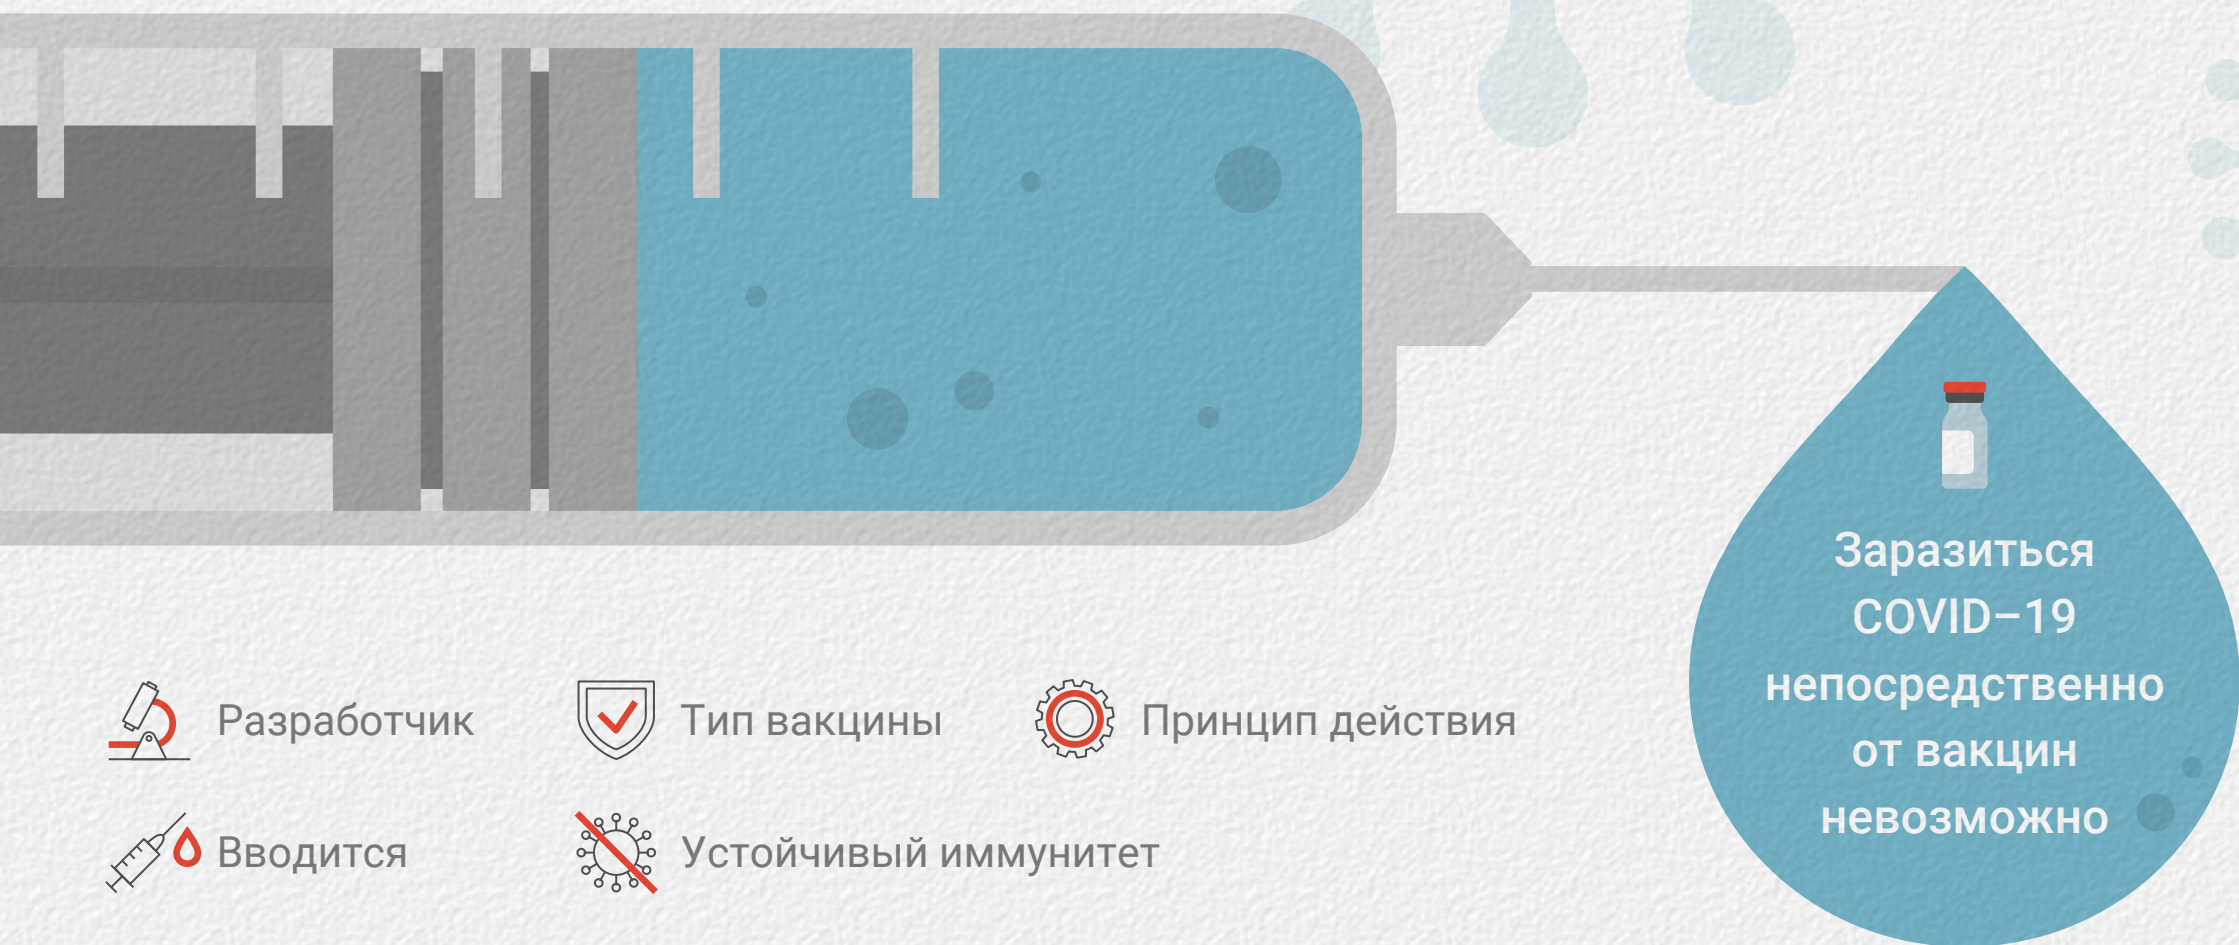 Заразиться
COVID–19
непосредственно
от вакцин
невозможно
Разработчик
Тип вакцины
Принцип действия
Вводится
Устойчивый иммунитет